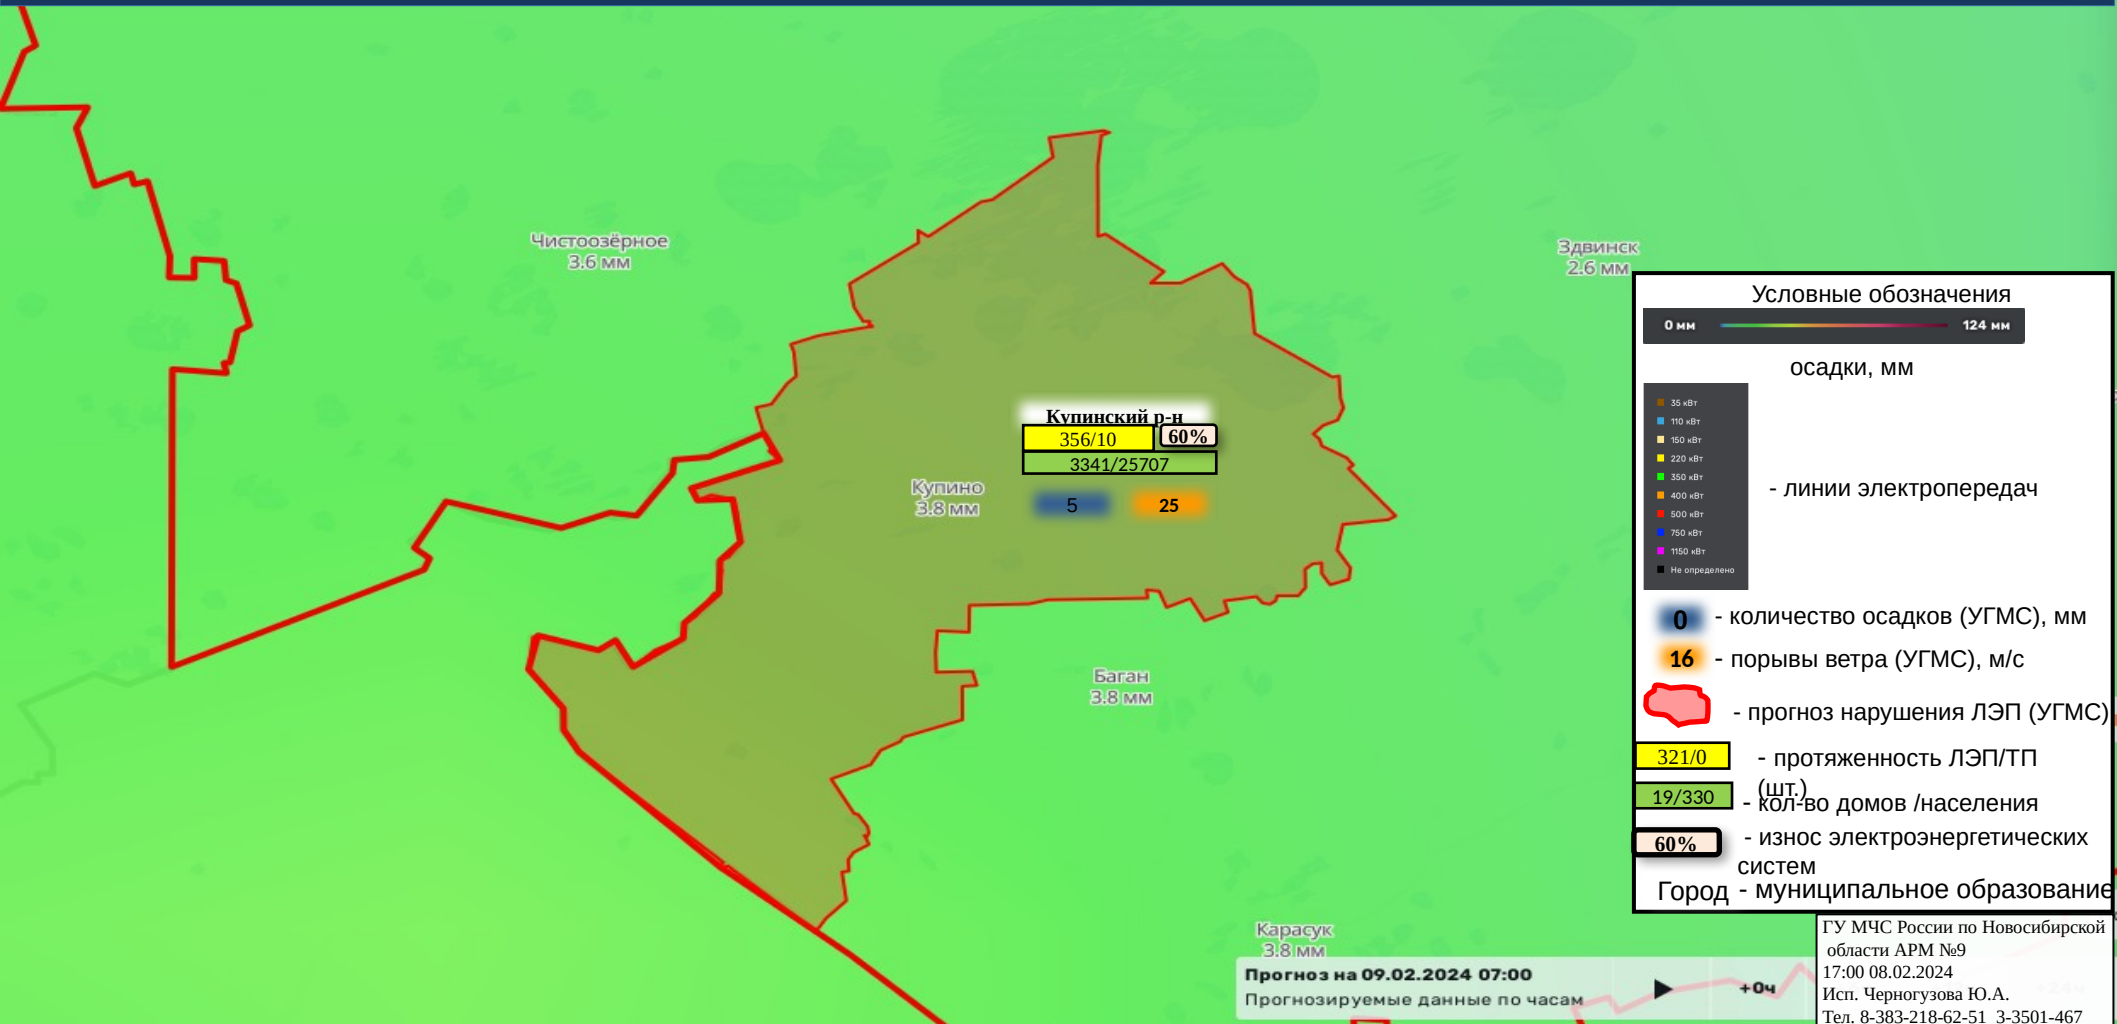 Чистоозёрное
3.6 мм
Здвинск
2.6 мм
Купинский р-н
356/10
60%
3341/25707
Купино
3.8 мм
5
25
Баган
3.8 мм
Карасук
3.8 мм
Условные обозначения
0 мм
124 мм
осадки, мм
35 кВт
110 кВт
150 кВт
220 кВт
350 кВт
400 кВт
500 кВт
750 кВт
1150 кВт
Не определено
- линии электропередач
0 - количество осадков (УГМС), мм
16 - порывы ветра (УГМС), м/с
- прогноз нарушения ЛЭП (УГМС)
321/0 - протяженность ЛЭП/ТП
(шт.)
19/330 - кол-во домов /населения
60% - износ электроэнергетических
систем
Город - муниципальное образование
Прогноз на 09.02.2024 07:00
Прогнозируемые данные по часам
+0ч
ГУ МЧС России по Новосибирской
области АРМ №9
17:00 08.02.2024
Исп. Черногузова Ю.А.
Тел. 8-383-218-62-51 3-3501-467